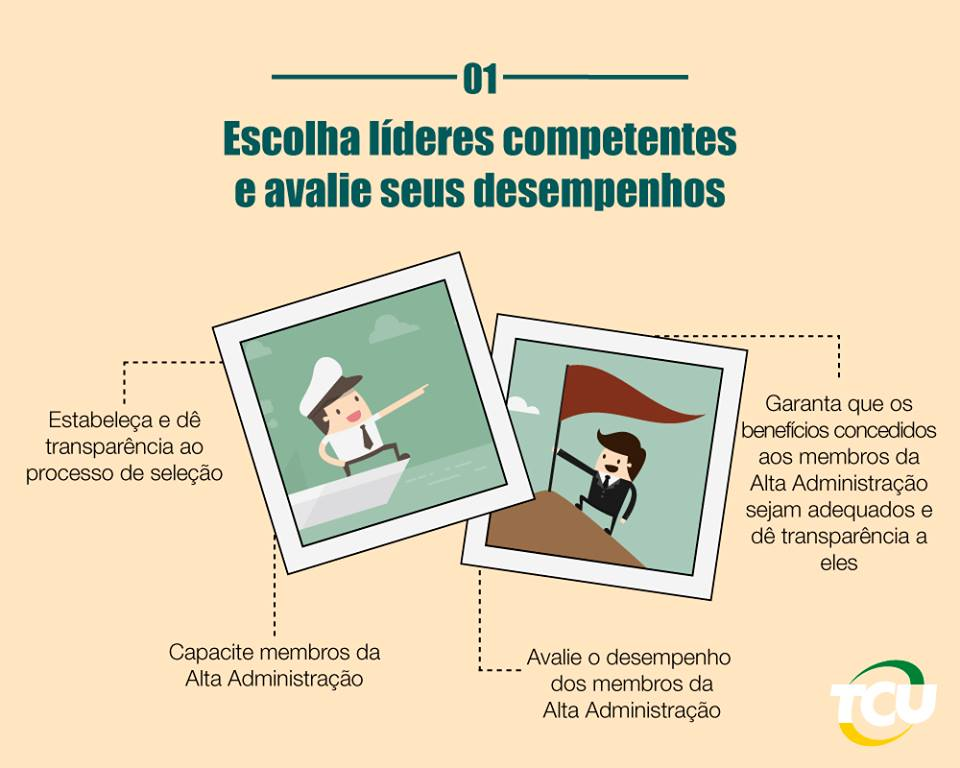 01
Escolha líderes competentes
e avalie seus desempenhos
Estabeleça e dê
transparência ao
processo de seleção
Capacite membros da
Alta Administração
Avalie o desempenho
dos membros da
Alta Administração
Garanta que os
benefícios concedidos
aos membros da
Alta Administração
sejam adequados e
dê transparência a
eles
TCU